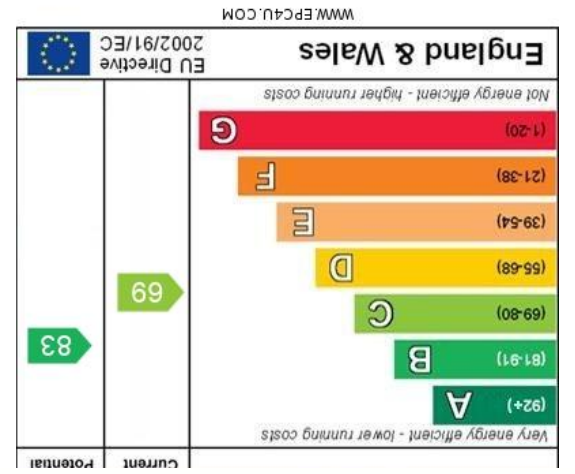 Current Potential
Very energy efficient - lower running costs
(92+) A
(81-91) B
83
(69-80) C
69
(55-68) D
(39-54) E
(21-38) F
(1-20) G
Not energy efficient - higher running costs
England & Wales
EU Directive
2002/91/EC
WWW.EPC4U.COM